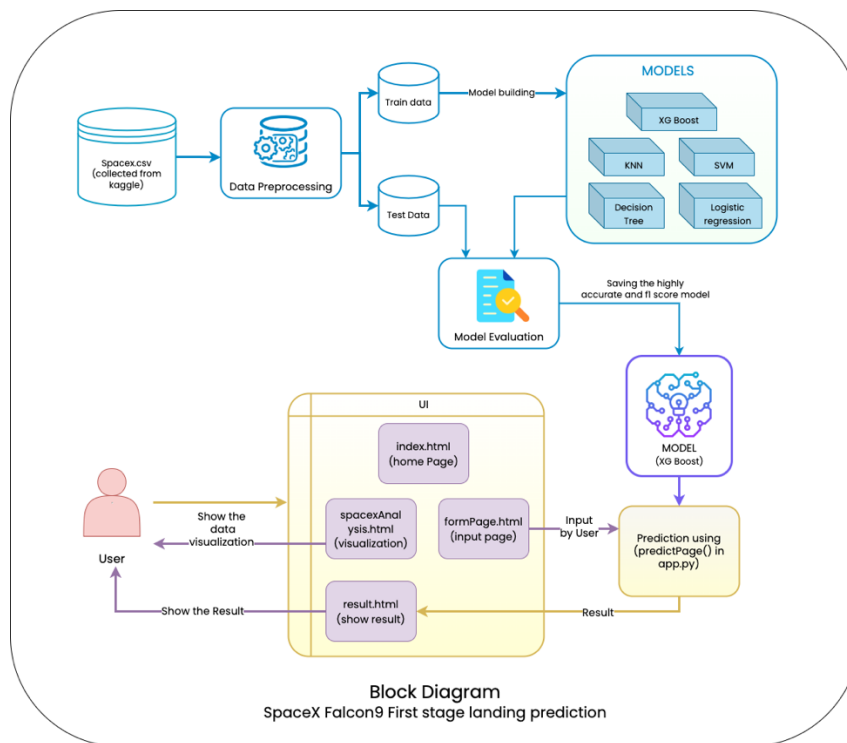 MODELS
Train data
Model building
XG Boost
Spacex.csv
(collected from
kaggle)
Data Preprocessing
KNN
SVM
Test Data
Decision
Tree
Logistic
regression
Saving the highly
accurate and f1 score model
Model Evaluation
UI
index.html
(home Page)
MODEL
(XG Boost)
Show the
data
visualization
spacexAnal
ysis.html
(visualization)
formPage.html
(input page)
Input
by User
Prediction using
(predictPage() in
app.py)
User
Show the Result
result.html
(show result)
Result
Block Diagram
SpaceX Falcon9 First stage landing prediction